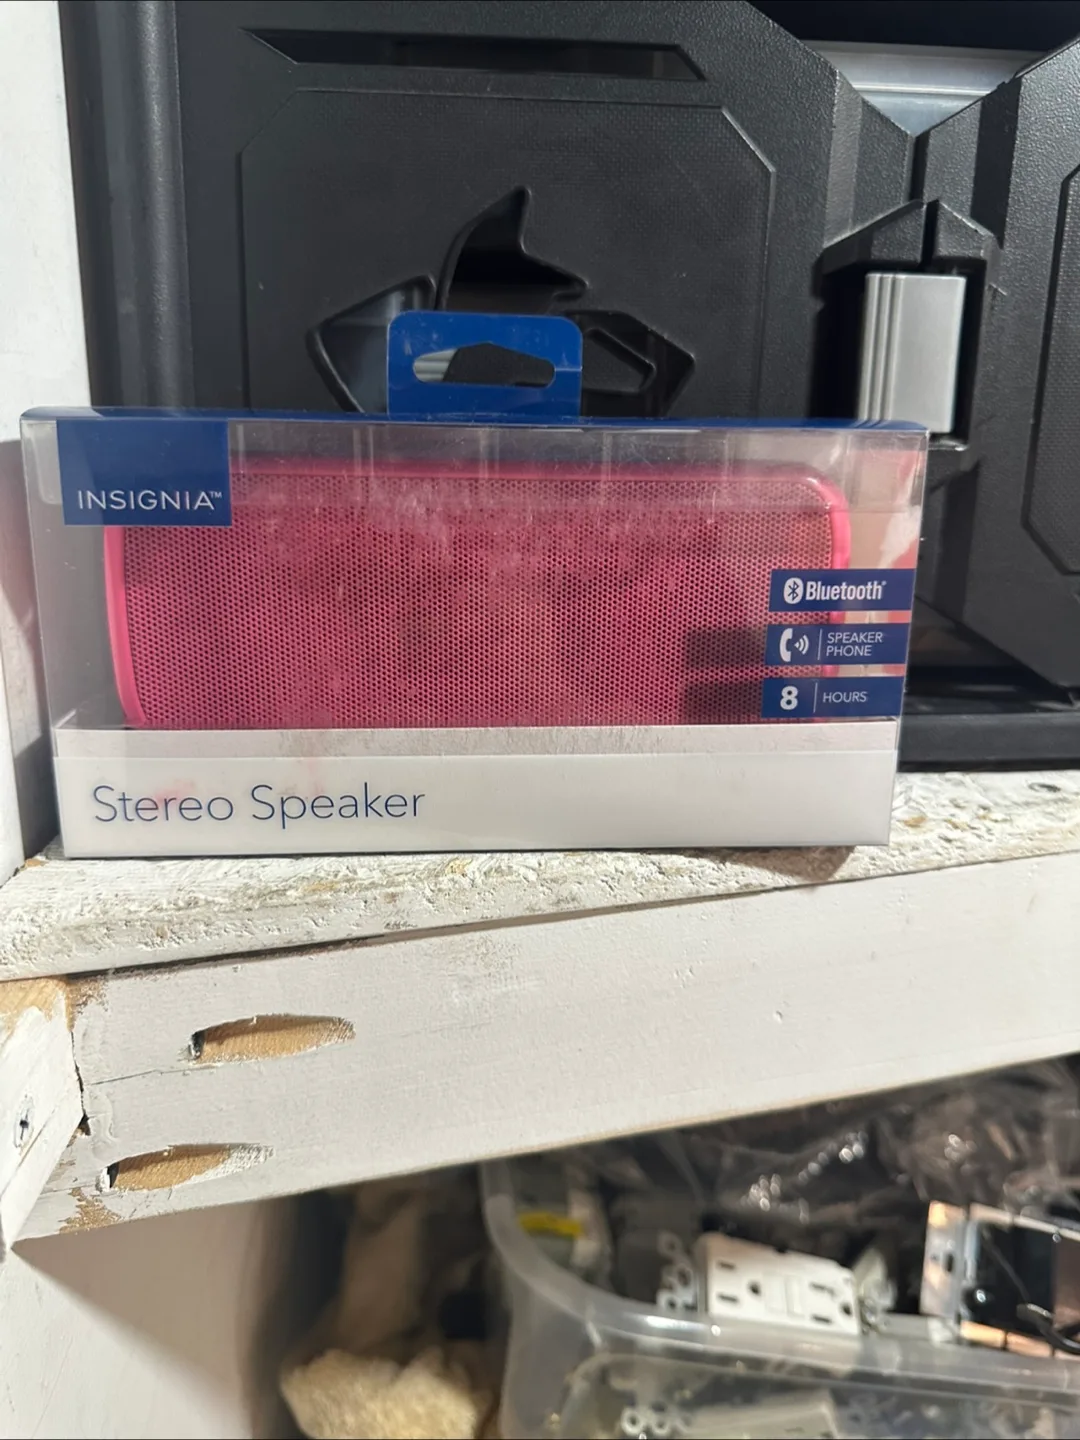 INSIGNIA™
Bluetooth®
SPEAKER
PHONE
8 HOURS
Stereo Speaker